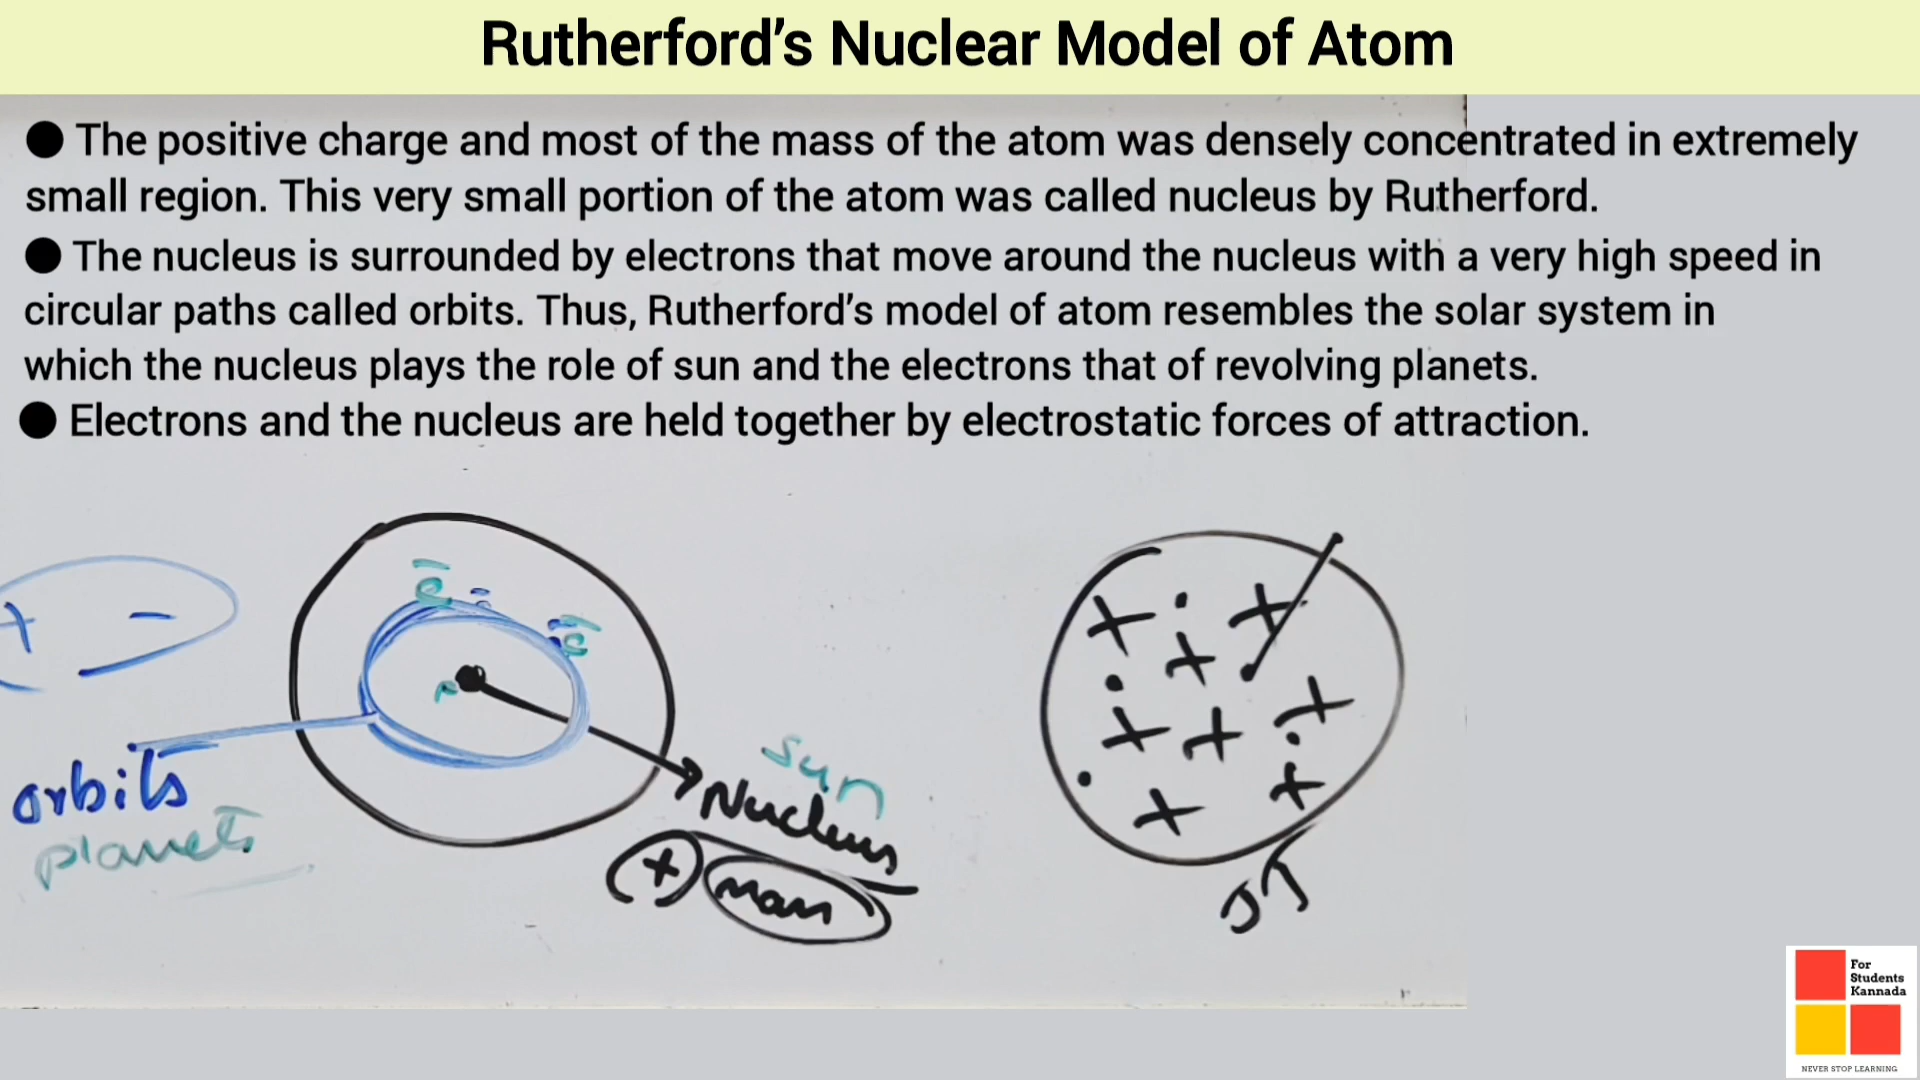 Rutherford’s Nuclear Model of Atom
● The positive charge and most of the mass of the atom was densely concentrated in extremely
small region. This very small portion of the atom was called nucleus by Rutherford.
● The nucleus is surrounded by electrons that move around the nucleus with a very high speed in
circular paths called orbits. Thus, Rutherford’s model of atom resembles the solar system in
which the nucleus plays the role of sun and the electrons that of revolving planets.
● Electrons and the nucleus are held together by electrostatic forces of attraction.
+ -
e̅
e̅
orbits
planets
sun
Nucleus
(+) mass
+ +
+
+
+ +
+
+
JT
For
Students
Kannada
NEVER STOP LEARNING